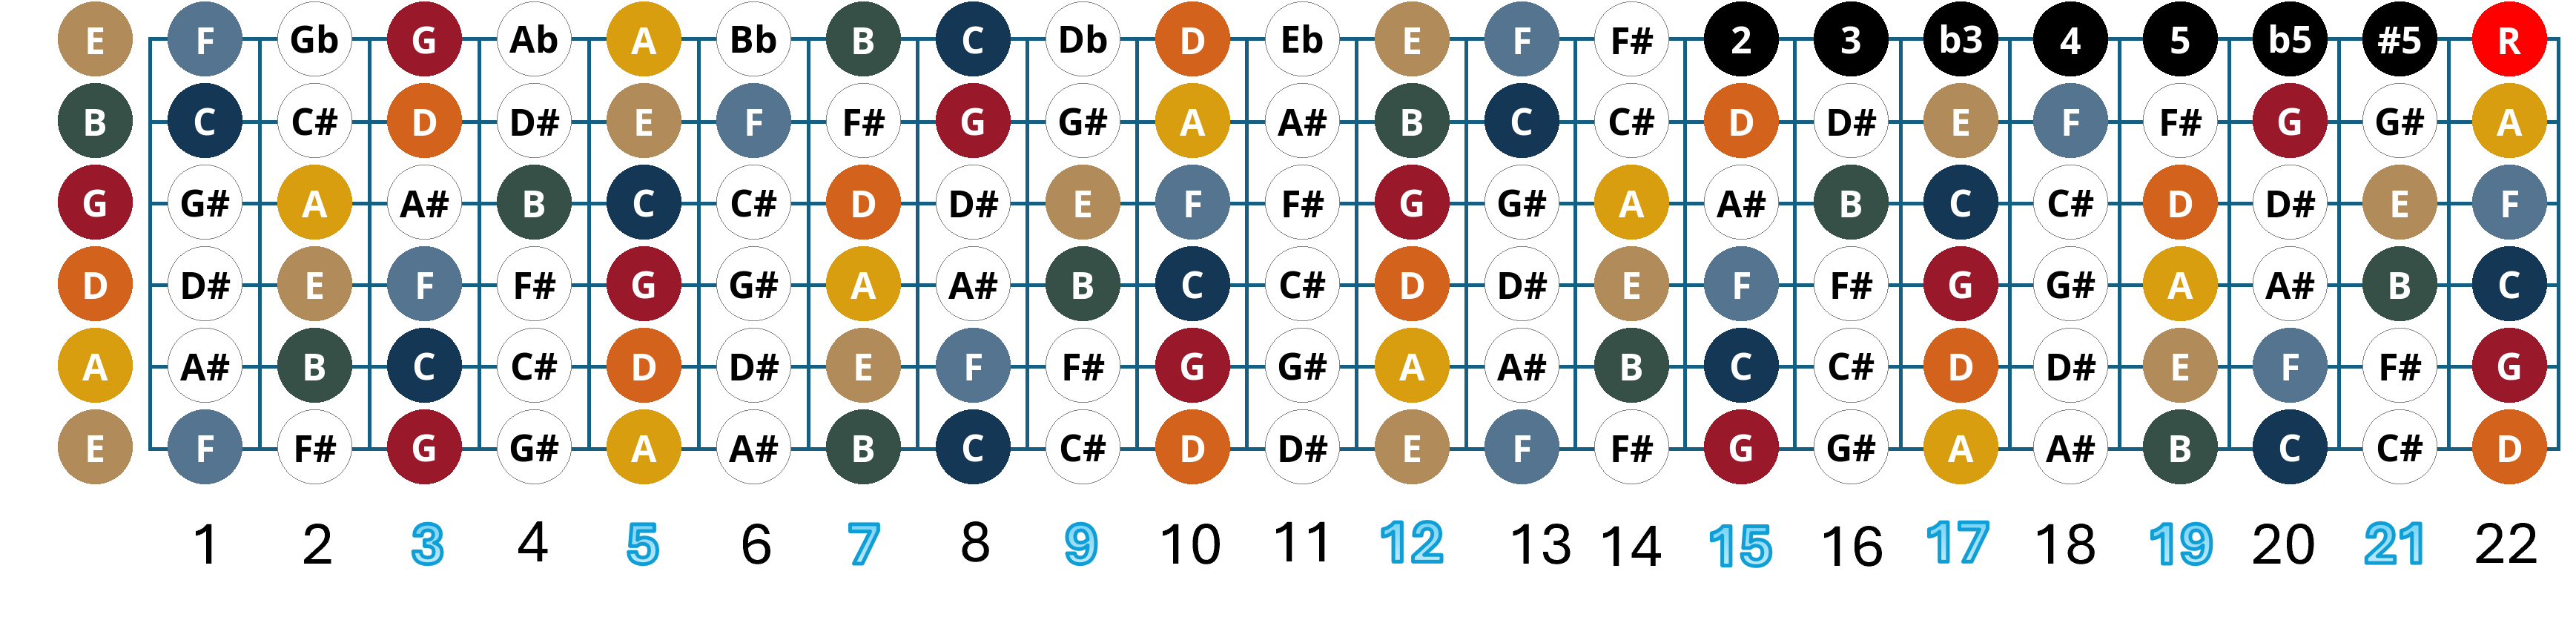 E F Gb G Ab A Bb B C Db D Eb E F F# 2 3 b3 4 5 b5 #5 R
B C C# D D# E F F# G G# A A# B C C# D D# E F F# G G# A
G G# A A# B C C# D D# E F F# G G# A A# B C C# D D# E F
D D# E F F# G G# A A# B C C# D D# E F F# G G# A A# B C
A A# B C C# D D# E F F# G G# A A# B C C# D D# E F F# G
E F F# G G# A A# B C C# D D# E F F# G G# A A# B C C# D
1 2 3 4 5 6 7 8 9 10 11 12 13 14 15 16 17 18 19 20 21 22